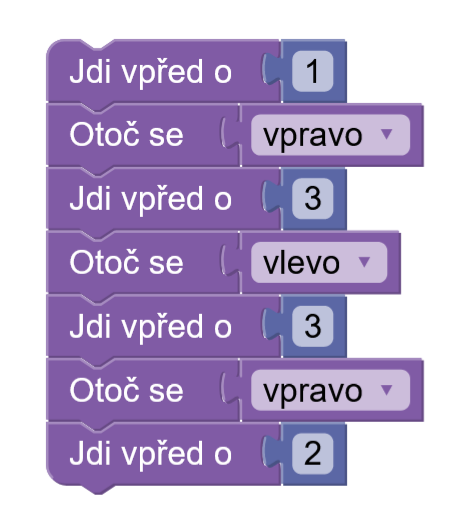 Jdi vpřed o 1
Otoč se vpravo
Jdi vpřed o 3
Otoč se vlevo
Jdi vpřed o 3
Otoč se vpravo
Jdi vpřed o 2